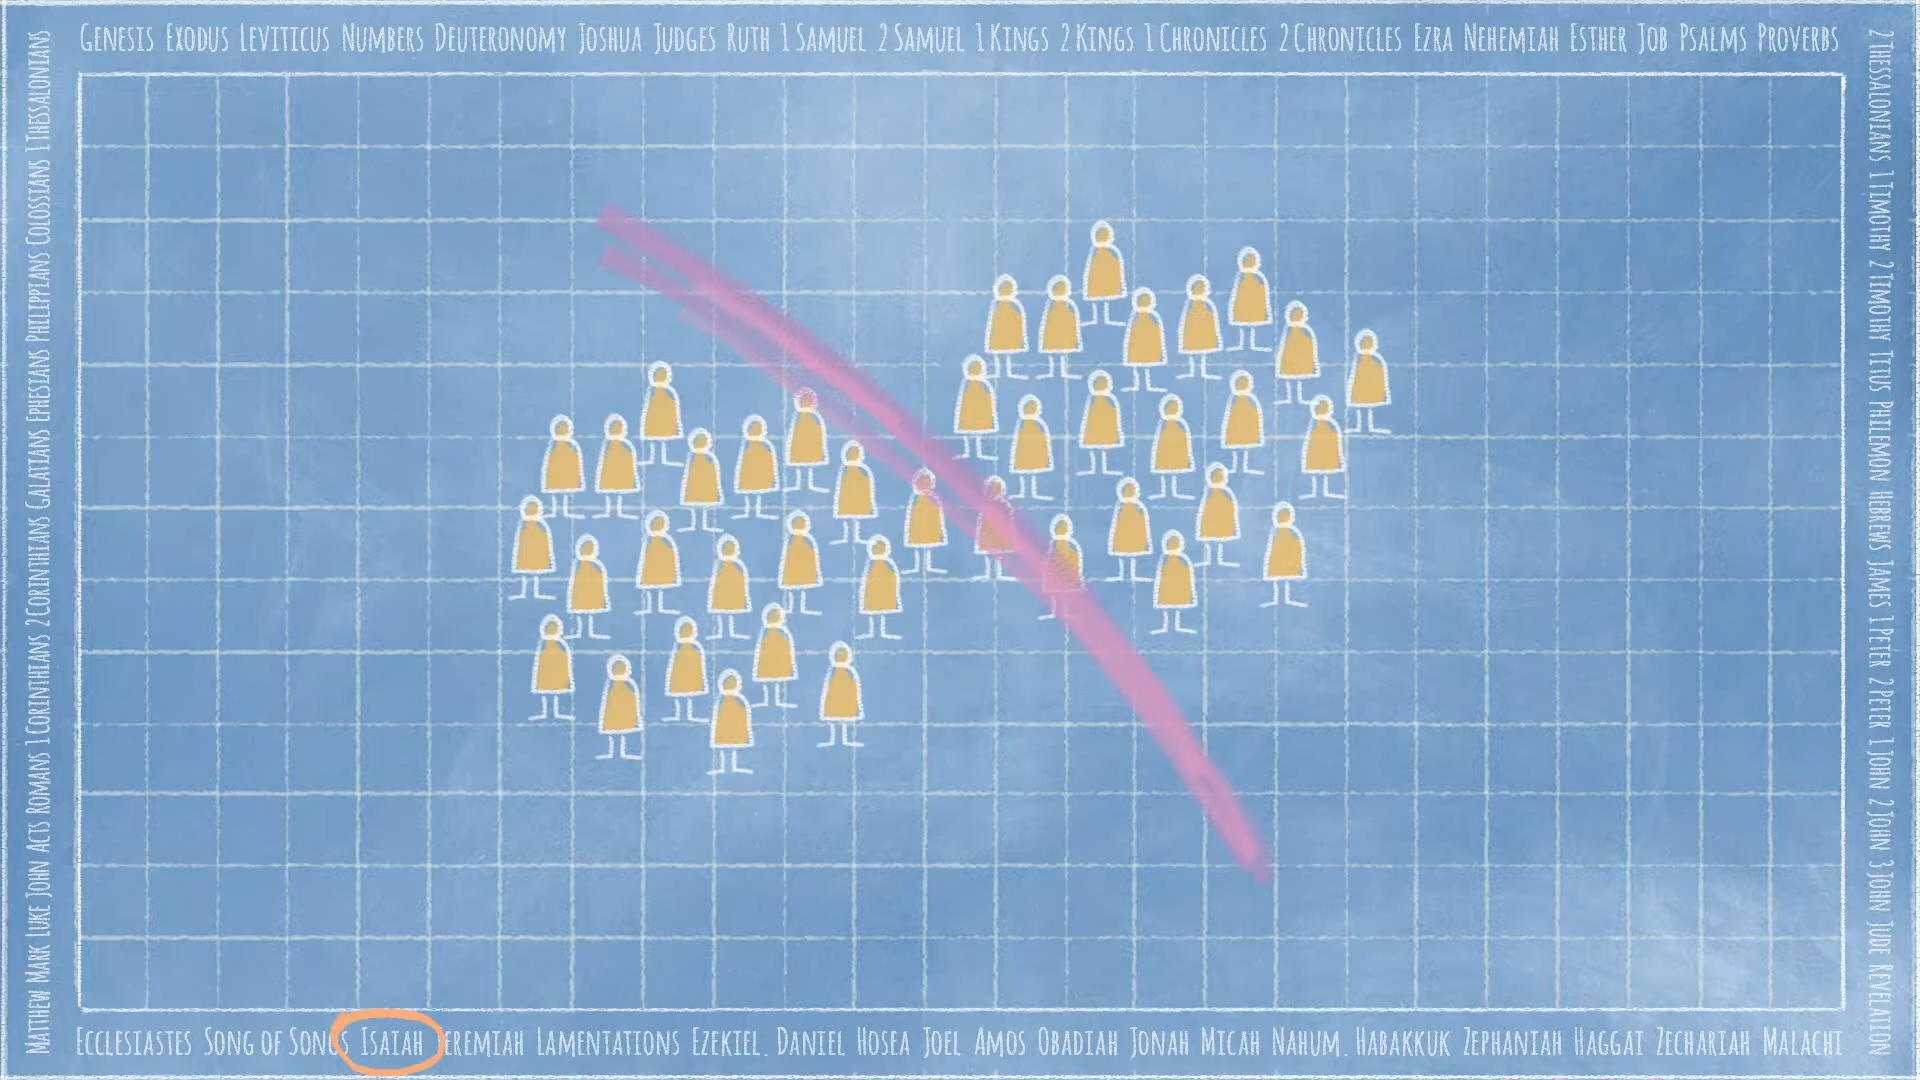 Genesis Exodus Leviticus Numbers Deuteronomy Joshua Judges Ruth 1 Samuel 2 Samuel 1 Kings 2 Kings 1 Chronicles 2 Chronicles Ezra Nehemiah Esther Job Psalms Proverbs
Ecclesiastes Song of Songs Isaiah Jeremiah Lamentations Ezekiel. Daniel Hosea Joel Amos Obadiah Jonah Micah Nahum. Habakkuk Zephaniah Haggai Zechariah Malachi
Matthew Mark Luke John Acts Romans 1 Corinthians 2 Corinthians Galatians Ephesians Philippians Colossians 1 Thessalonians
2 Thessalonians 1 Timothy 2 Timothy Titus Philemon Hebrews James 1 Peter 2 Peter 1 John 2 John 3 John Jude Revelation